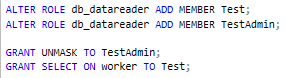 ALTER ROLE db_datareader ADD MEMBER Test;
ALTER ROLE db_datareader ADD MEMBER TestAdmin;
GRANT UNMASK TO TestAdmin;
GRANT SELECT ON worker TO Test;